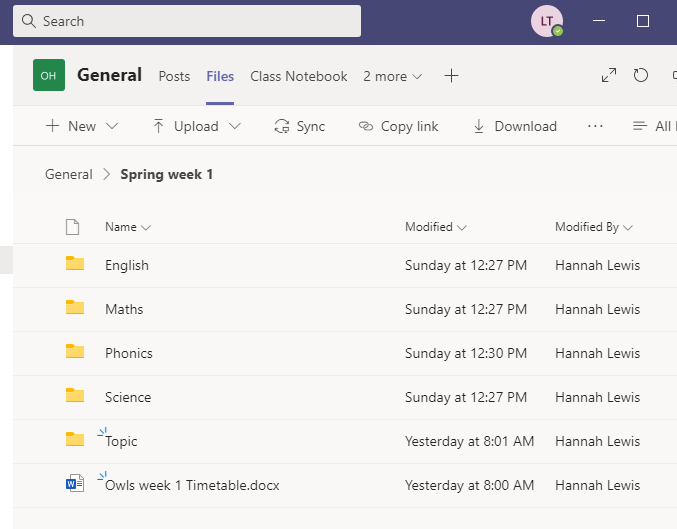 Search
LT
OH General Posts Files Class Notebook 2 more
New Upload Sync Copy link Download ... All
General > Spring week 1
Name Modified Modified By
English Sunday at 12:27 PM Hannah Lewis
Maths Sunday at 12:27 PM Hannah Lewis
Phonics Sunday at 12:30 PM Hannah Lewis
Science Sunday at 12:27 PM Hannah Lewis
Topic Yesterday at 8:01 AM Hannah Lewis
Owls week 1 Timetable.docx Yesterday at 8:00 AM Hannah Lewis